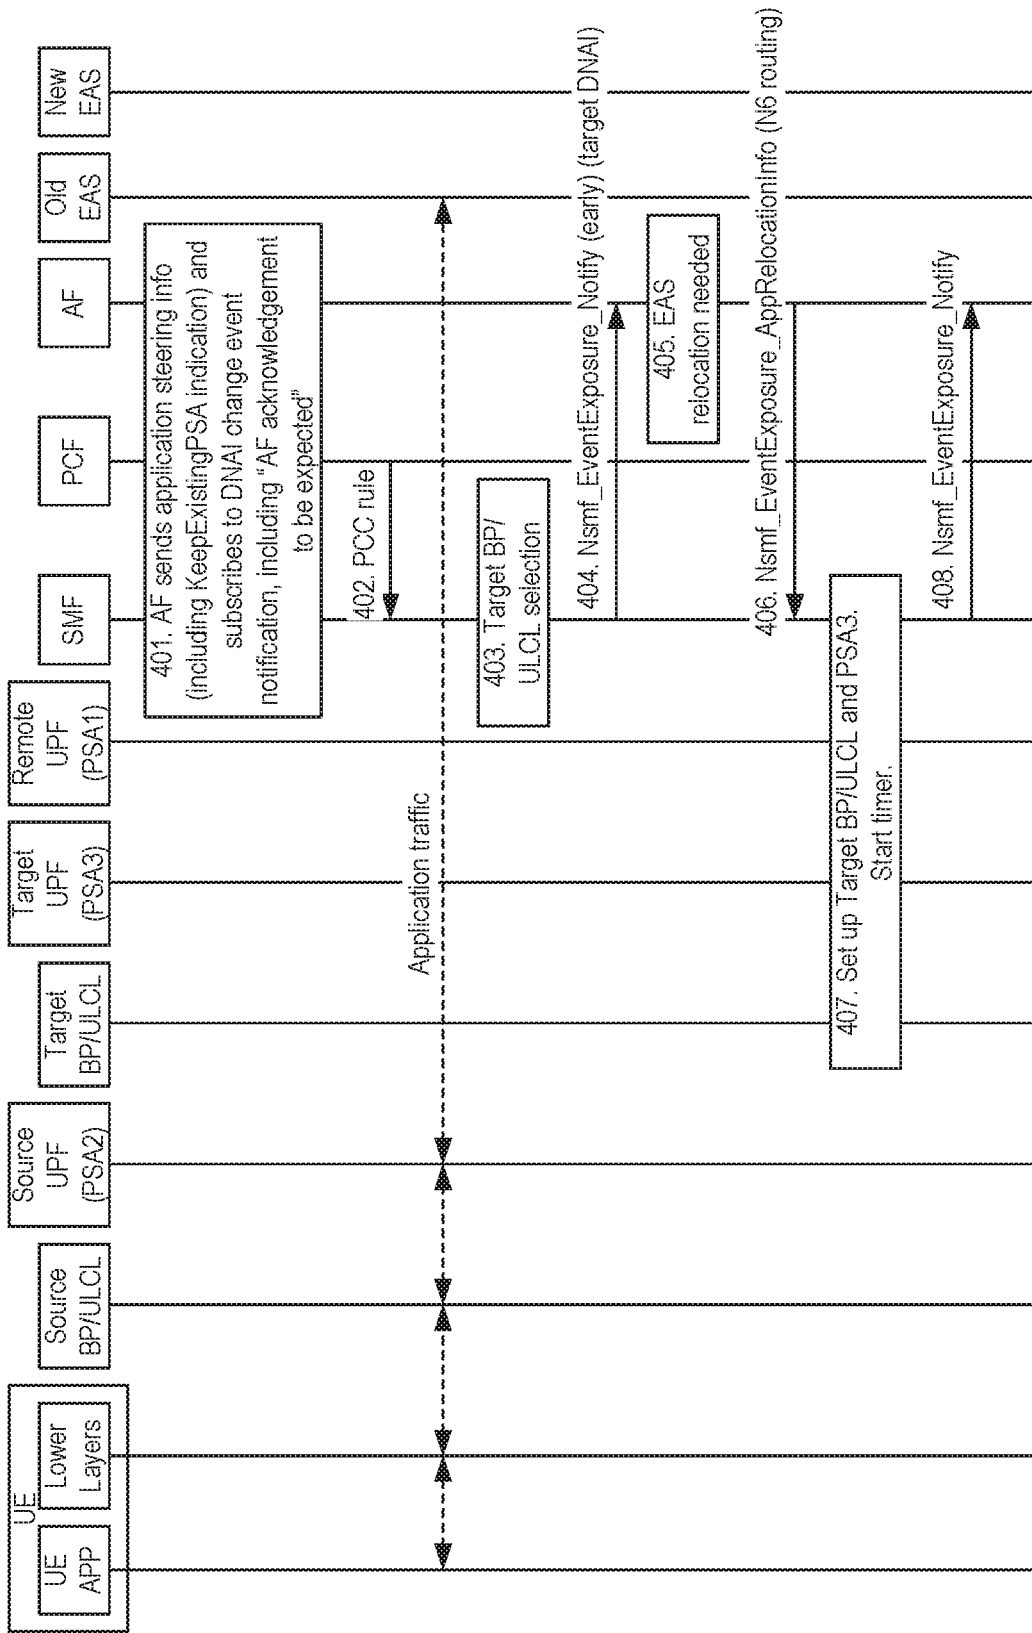 UE
UE
APP
Lower
Layers
Source
BP/ULCL
Source
UPF
(PSA2)
Target
BP/ULCL
Target
UPF
(PSA3)
Remote
UPF
(PSA1)
SMF
PCF
AF
Old
EAS
New
EAS
401. AF sends application steering info
(including KeepExistingPSA indication) and
subscribes to DNAI change event
notification, including “AF acknowledgement
to be expected”
402. PCC rule
Application traffic
403. Target BP/
ULCL selection
404. Nsmf_EventExposure_Notify (early) (target DNAI)
405. EAS
relocation needed
406. Nsmf_EventExposure_AppRelocationInfo (N6 routing)
407. Set up Target BP/ULCL and PSA3.
Start timer.
408. Nsmf_EventExposure_Notify